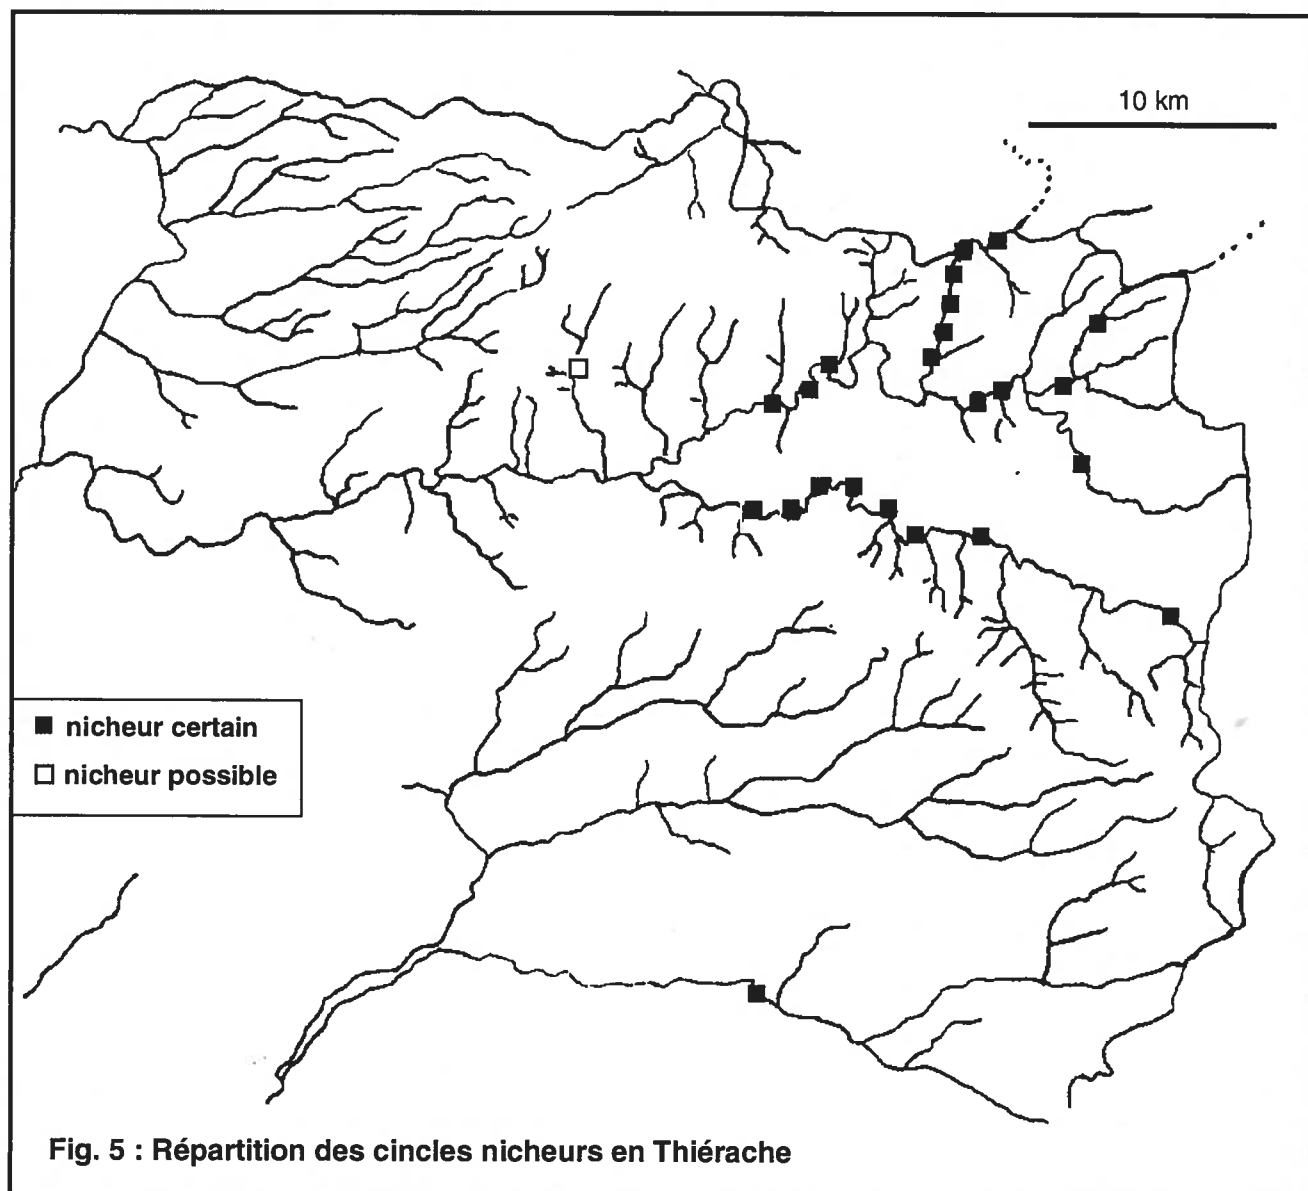 10 km
nicheur certain
nicheur possible
Fig. 5 : Répartition des cincles nicheurs en Thiérache